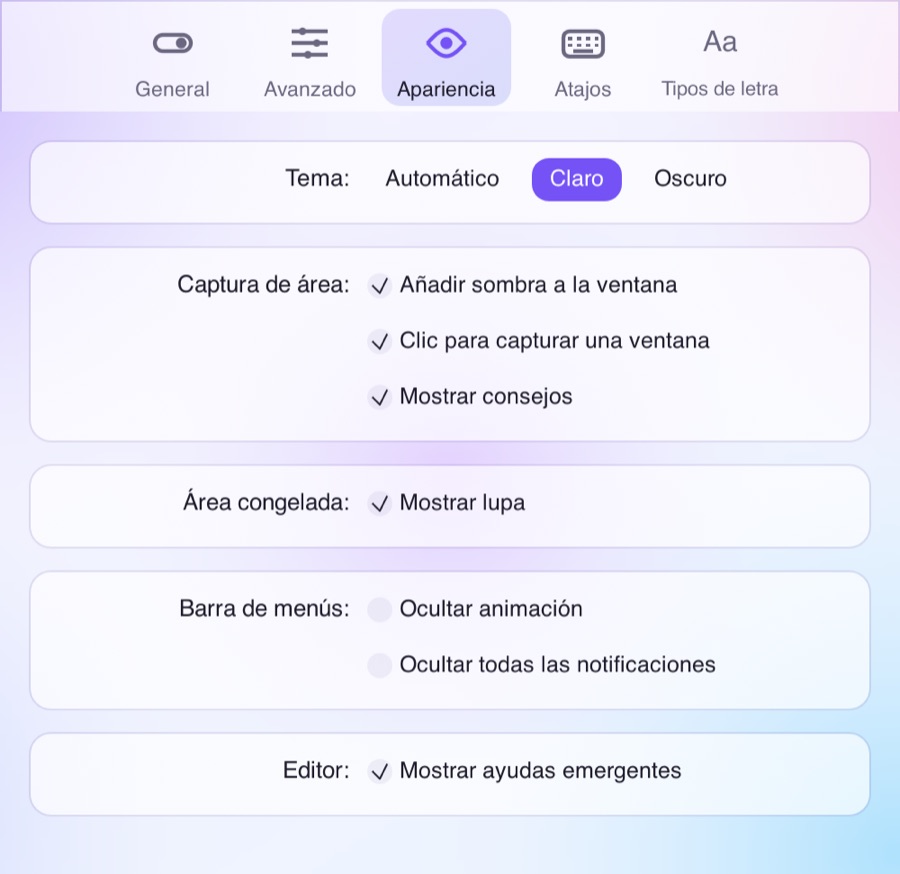 General
Avanzado
Apariencia
Atajos
Aa
Tipos de letra
Tema: Automático Claro Oscuro
Captura de área: Añadir sombra a la ventana
Clic para capturar una ventana
Mostrar consejos
Área congelada: Mostrar lupa
Barra de menús: Ocultar animación
Ocultar todas las notificaciones
Editor: Mostrar ayudas emergentes